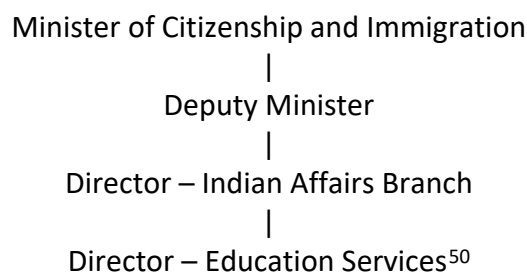 Minister of Citizenship and Immigration
|
Deputy Minister
|
Director – Indian Affairs Branch
|
Director – Education Services50